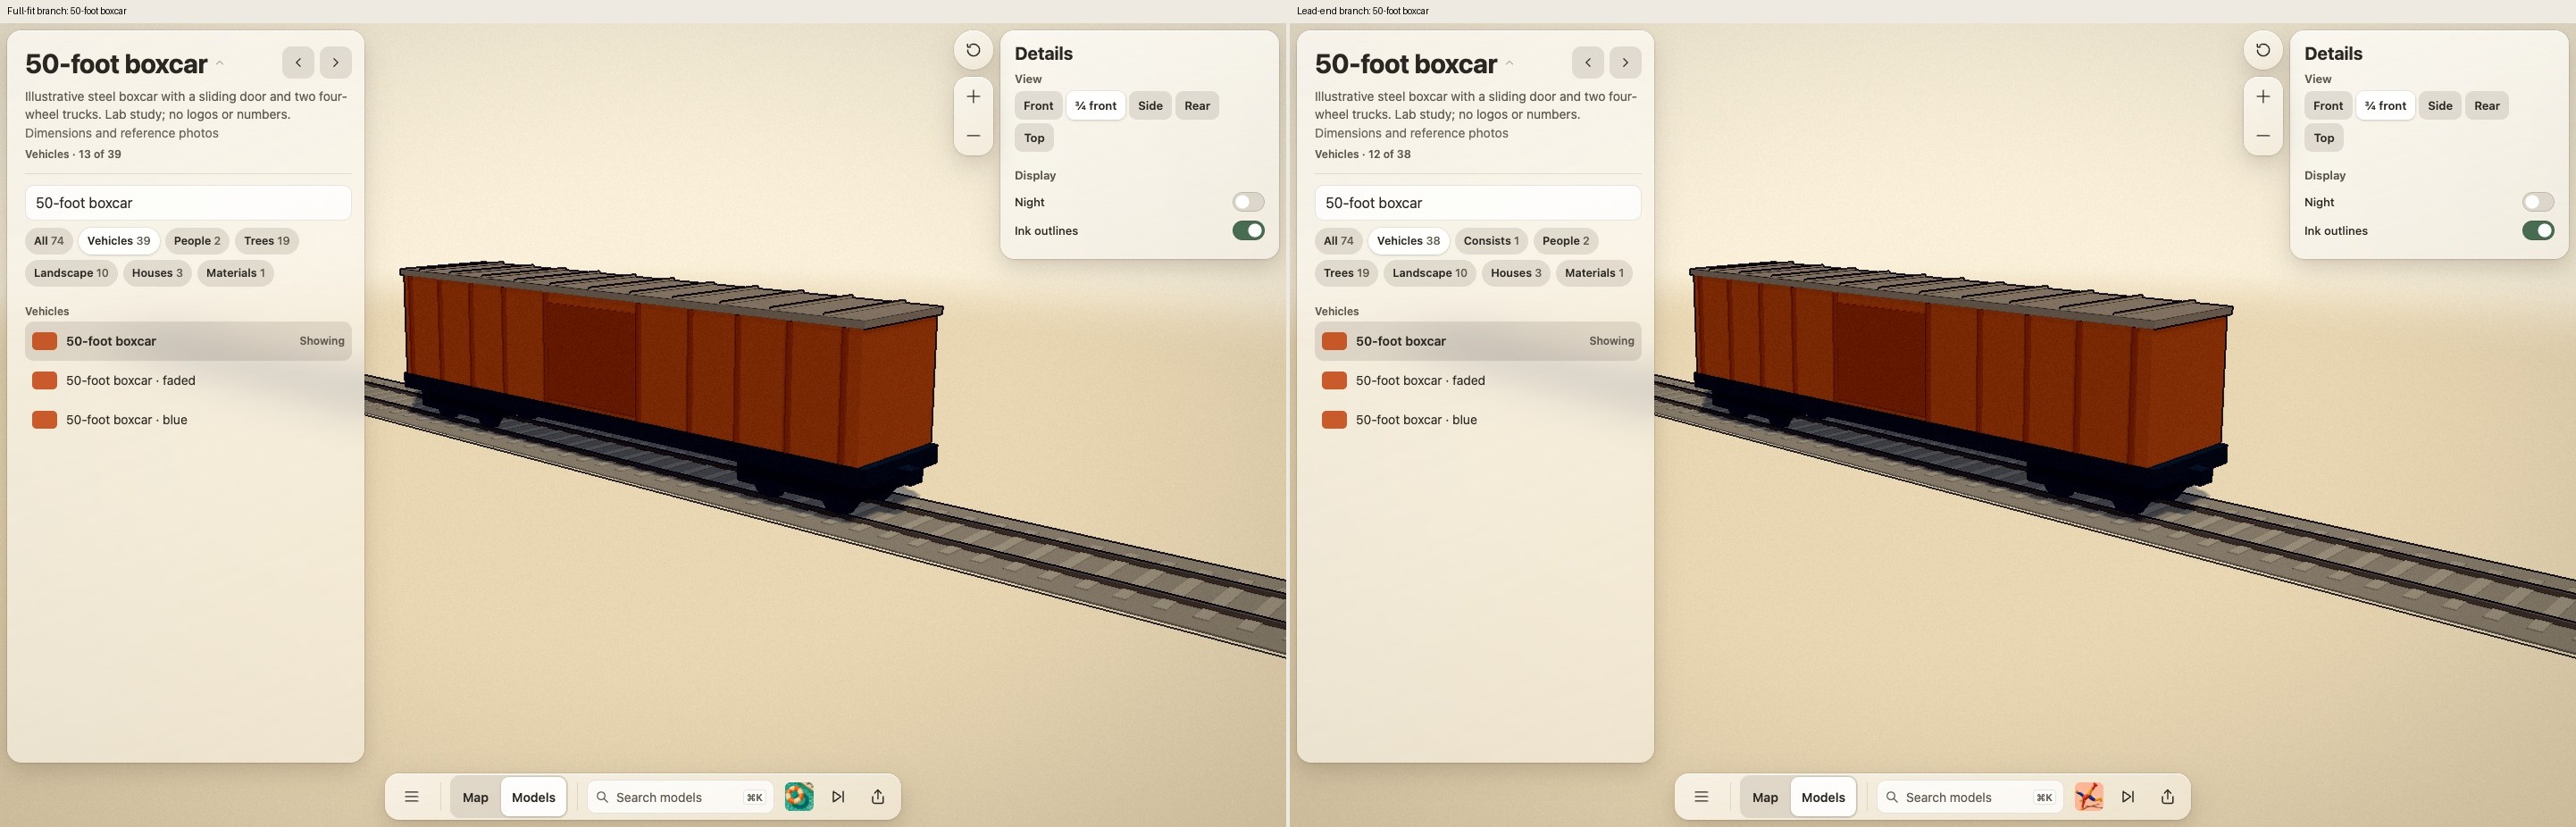 Full-fit branch: 50-foot boxcar
50-foot boxcar
Illustrative steel boxcar with a sliding door and two four-
wheel trucks. Lab study; no logos or numbers.
Dimensions and reference photos
Vehicles · 13 of 39
50-foot boxcar
All 74 Vehicles 39 People 2 Trees 19
Landscape 10 Houses 3 Materials 1
Vehicles
50-foot boxcar Showing
50-foot boxcar · faded
50-foot boxcar · blue
Details
View
Front ¾ front Side Rear
Top
Display
Night
Ink outlines
Map Models Search models ⌘K
Lead-end branch: 50-foot boxcar
50-foot boxcar
Illustrative steel boxcar with a sliding door and two four-
wheel trucks. Lab study; no logos or numbers.
Dimensions and reference photos
Vehicles · 12 of 38
50-foot boxcar
All 74 Vehicles 38 Consists 1 People 2
Trees 19 Landscape 10 Houses 3 Materials 1
Vehicles
50-foot boxcar Showing
50-foot boxcar · faded
50-foot boxcar · blue
Details
View
Front ¾ front Side Rear
Top
Display
Night
Ink outlines
Map Models Search models ⌘K